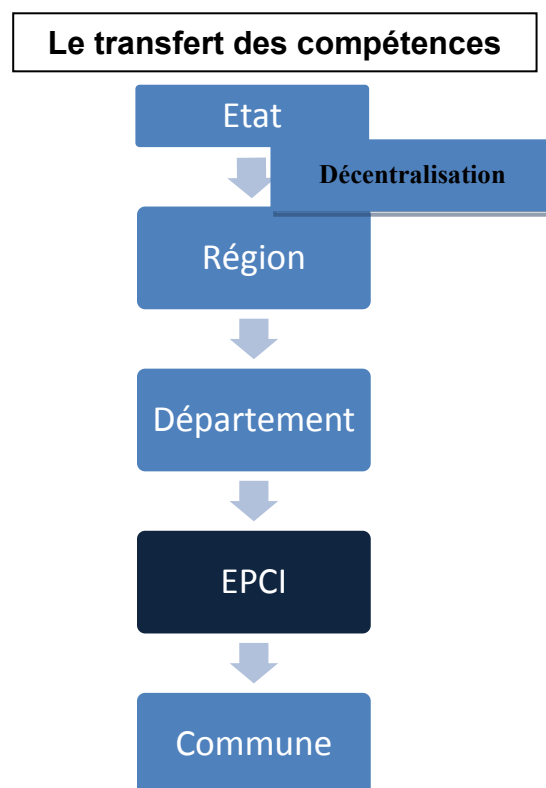 Le transfert des compétences
Etat
Décentralisation
Région
Département
EPCI
Commune